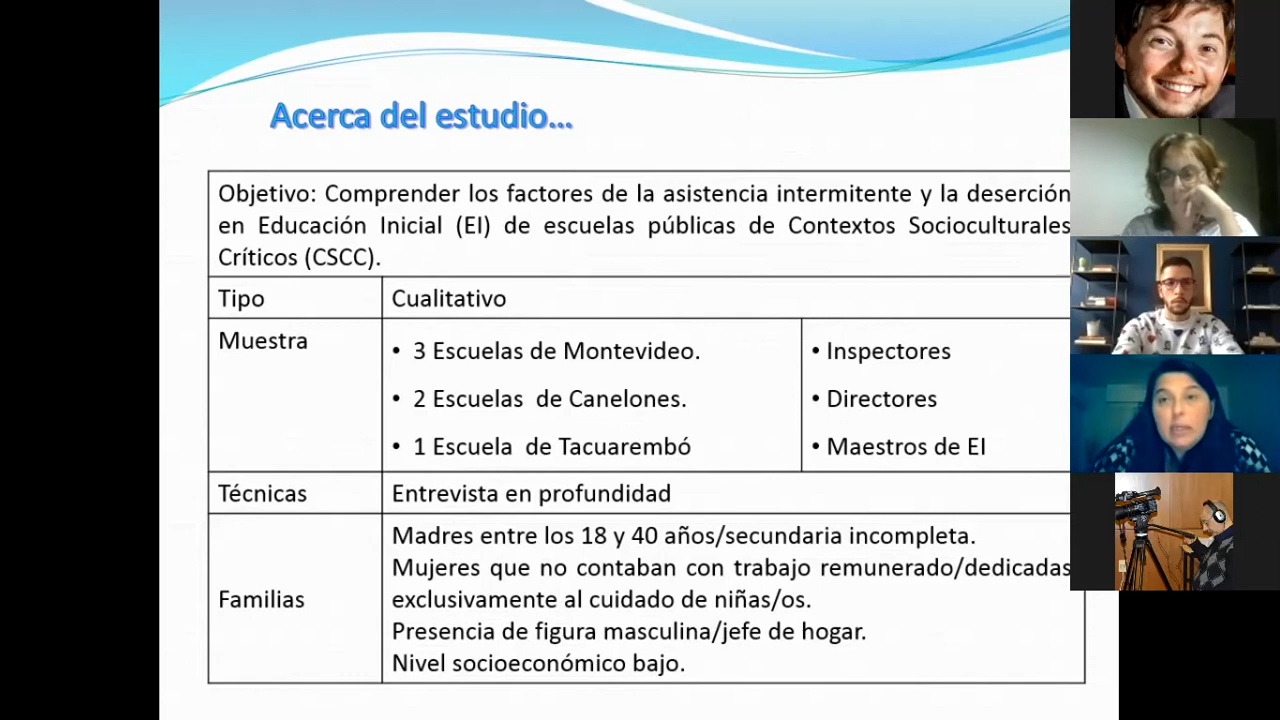 Acerca del estudio...
Objetivo: Comprender los factores de la asistencia intermitente y la deserción
en Educación Inicial (EI) de escuelas públicas de Contextos Socioculturales
Críticos (CSCC).
Tipo
Cualitativo
Muestra
• 3 Escuelas de Montevideo.
• 2 Escuelas de Canelones.
• 1 Escuela de Tacuarembó
• Inspectores
• Directores
• Maestros de EI
Técnicas
Entrevista en profundidad
Familias
Madres entre los 18 y 40 años/secundaria incompleta.
Mujeres que no contaban con trabajo remunerado/dedicadas
exclusivamente al cuidado de niñas/os.
Presencia de figura masculina/jefe de hogar.
Nivel socioeconómico bajo.